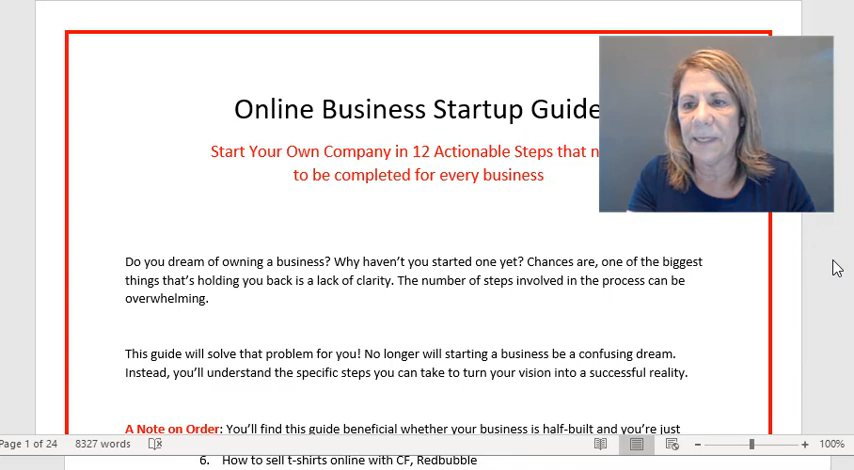 Online Business Startup Guide
Start Your Own Company in 12 Actionable Steps that
to be completed for every business
Do you dream of owning a business? Why haven't you started one yet? Chances are, one of the biggest
things that's holding you back is a lack of clarity. The number of steps involved in the process can be
overwhelming.
This guide will solve that problem for you! No longer will starting a business be a confusing dream.
Instead, you'll understand the specific steps you can take to turn your vision into a successful reality.
A Note on Order: You'll find this guide beneficial whether your business is half-built and you're just
Page 1 of 24 8327 words 100%
6. How to sell t-shirts online with CF, Redbubble